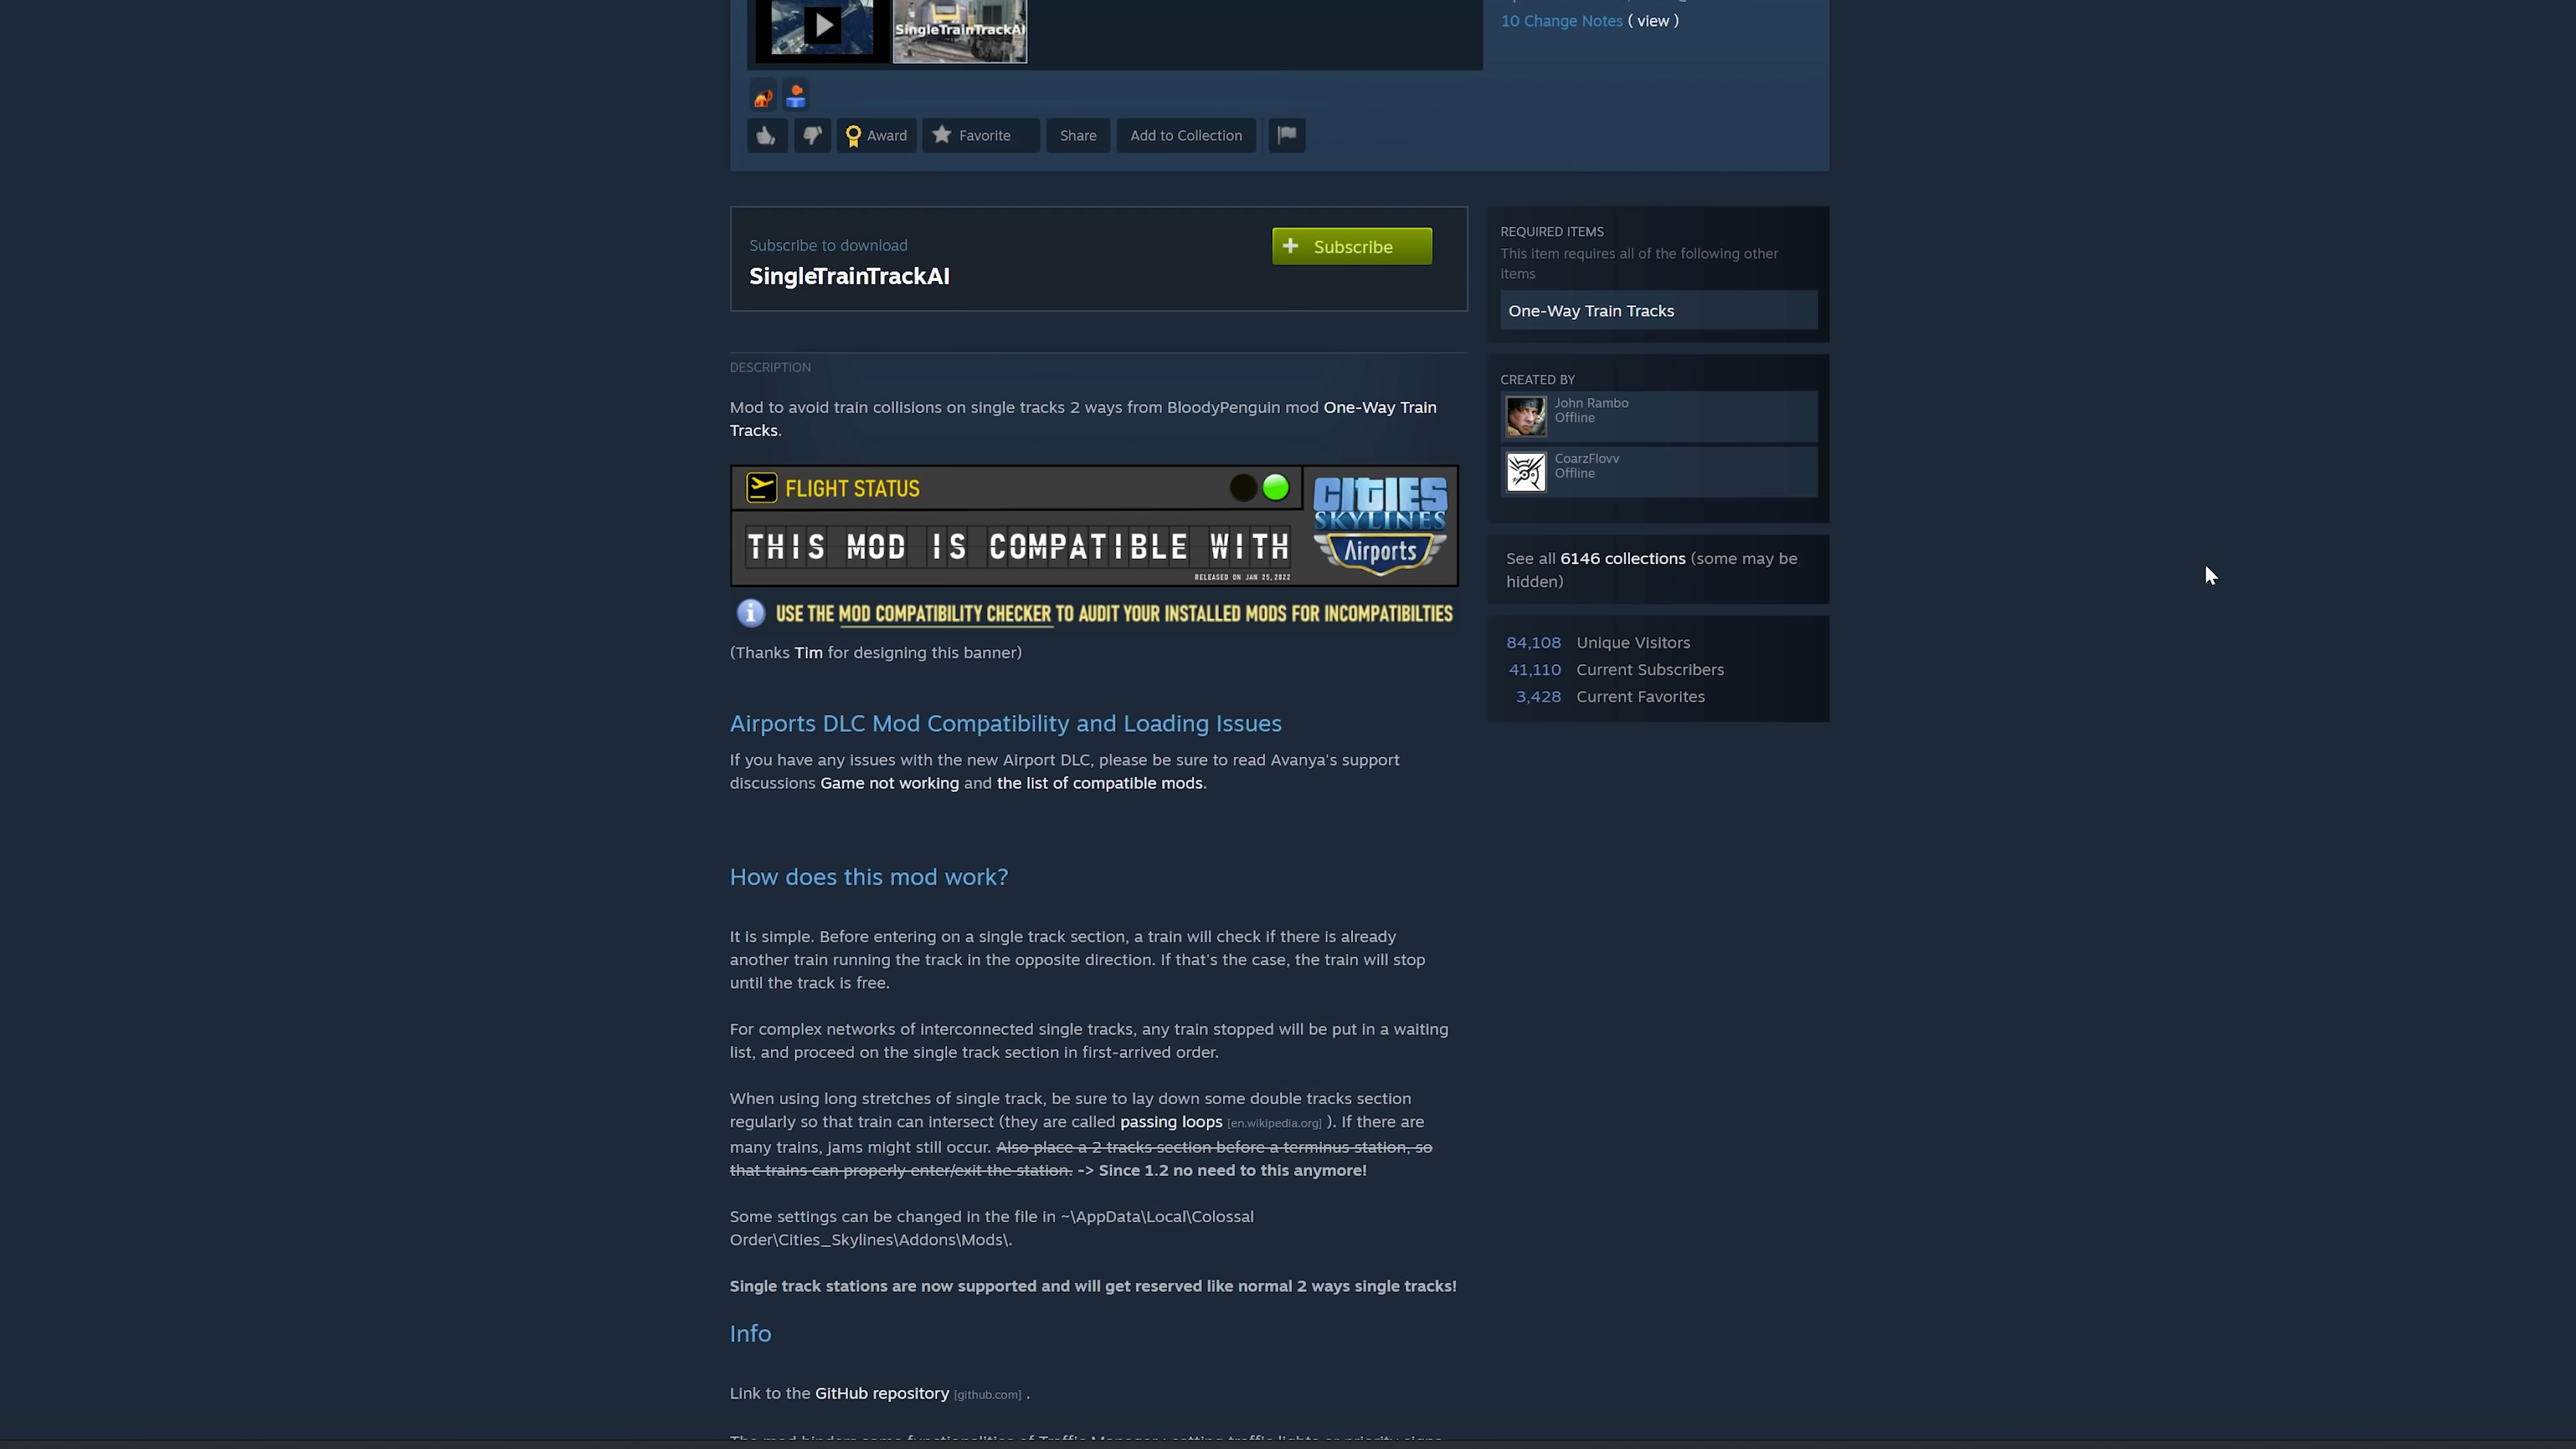 SingleTrainTrackAI
10 Change Notes ( view )
Award
Favorite
Share
Add to Collection
Subscribe to download
SingleTrainTrackAI
Subscribe
REQUIRED ITEMS
This item requires all of the following other
items
One-Way Train Tracks
CREATED BY
John Rambo
Offline
CoarzFlovv
Offline
See all 6146 collections (some may be
hidden)
84,108 Unique Visitors
41,110 Current Subscribers
3,428 Current Favorites
DESCRIPTION
Mod to avoid train collisions on single tracks 2 ways from BloodyPenguin mod One-Way Train
Tracks.
FLIGHT STATUS
THIS MOD IS COMPATIBLE WITH
RELEASED ON JAN 25, 2022
CITIES
SKYLINES
Airports
USE THE MOD COMPATIBILITY CHECKER TO AUDIT YOUR INSTALLED MODS FOR INCOMPATIBILTIES
(Thanks Tim for designing this banner)
Airports DLC Mod Compatibility and Loading Issues
If you have any issues with the new Airport DLC, please be sure to read Avanya's support
discussions Game not working and the list of compatible mods.
How does this mod work?
It is simple. Before entering on a single track section, a train will check if there is already
another train running the track in the opposite direction. If that's the case, the train will stop
until the track is free.
For complex networks of interconnected single tracks, any train stopped will be put in a waiting
list, and proceed on the single track section in first-arrived order.
When using long stretches of single track, be sure to lay down some double tracks section
regularly so that train can intersect (they are called passing loops [en.wikipedia.org] ). If there are
many trains, jams might still occur. Also place a 2 tracks section before a terminus station, so
that trains can properly enter/exit the station. -> Since 1.2 no need to this anymore!
Some settings can be changed in the file in ~\AppData\Local\Colossal
Order\Cities_Skylines\Addons\Mods\.
Single track stations are now supported and will get reserved like normal 2 ways single tracks!
Info
Link to the GitHub repository [github.com] .